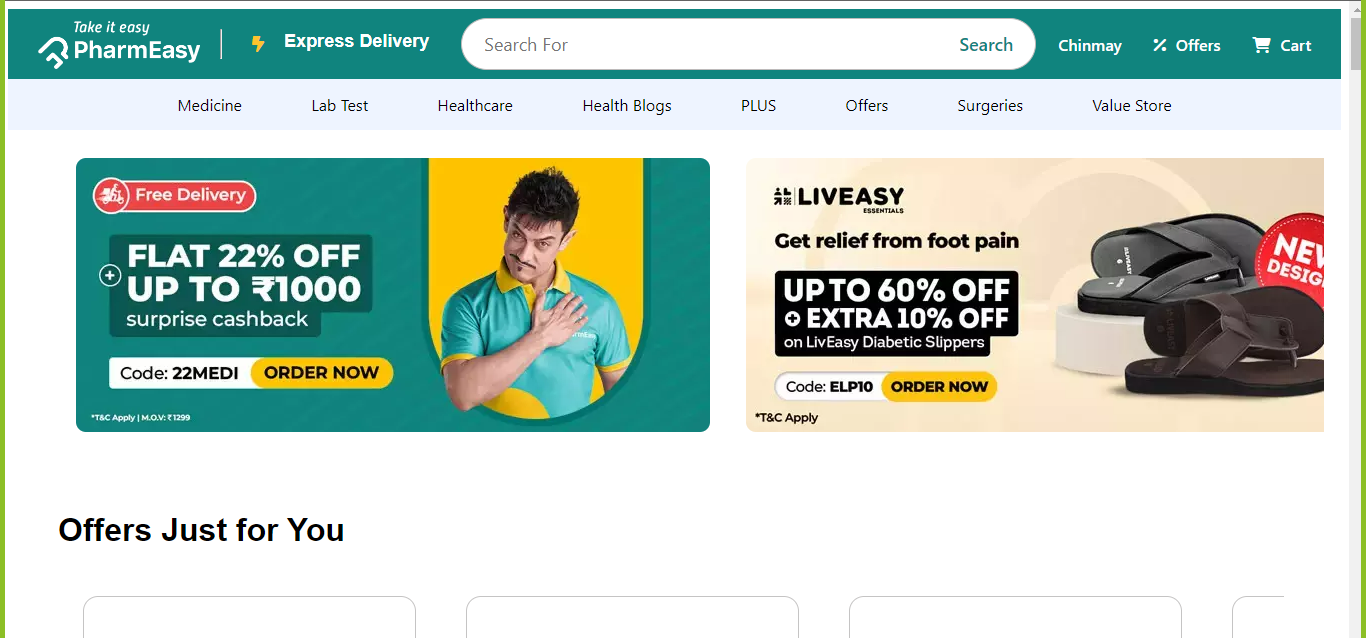 Take it easy
PharmEasy
Express Delivery
Search For
Search
Chinmay
Offers
Cart
Medicine
Lab Test
Healthcare
Health Blogs
PLUS
Offers
Surgeries
Value Store
Free Delivery
FLAT 22% OFF
UP TO ₹1000
surprise cashback
Code: 22MEDI
ORDER NOW
*T&C Apply | M.O.V: ₹1299
LIVEASY
ESSENTIALS
Get relief from foot pain
UP TO 60% OFF
+ EXTRA 10% OFF
on LivEasy Diabetic Slippers
Code: ELP10
ORDER NOW
*T&C Apply
NEW
DESIGN
Offers Just for You